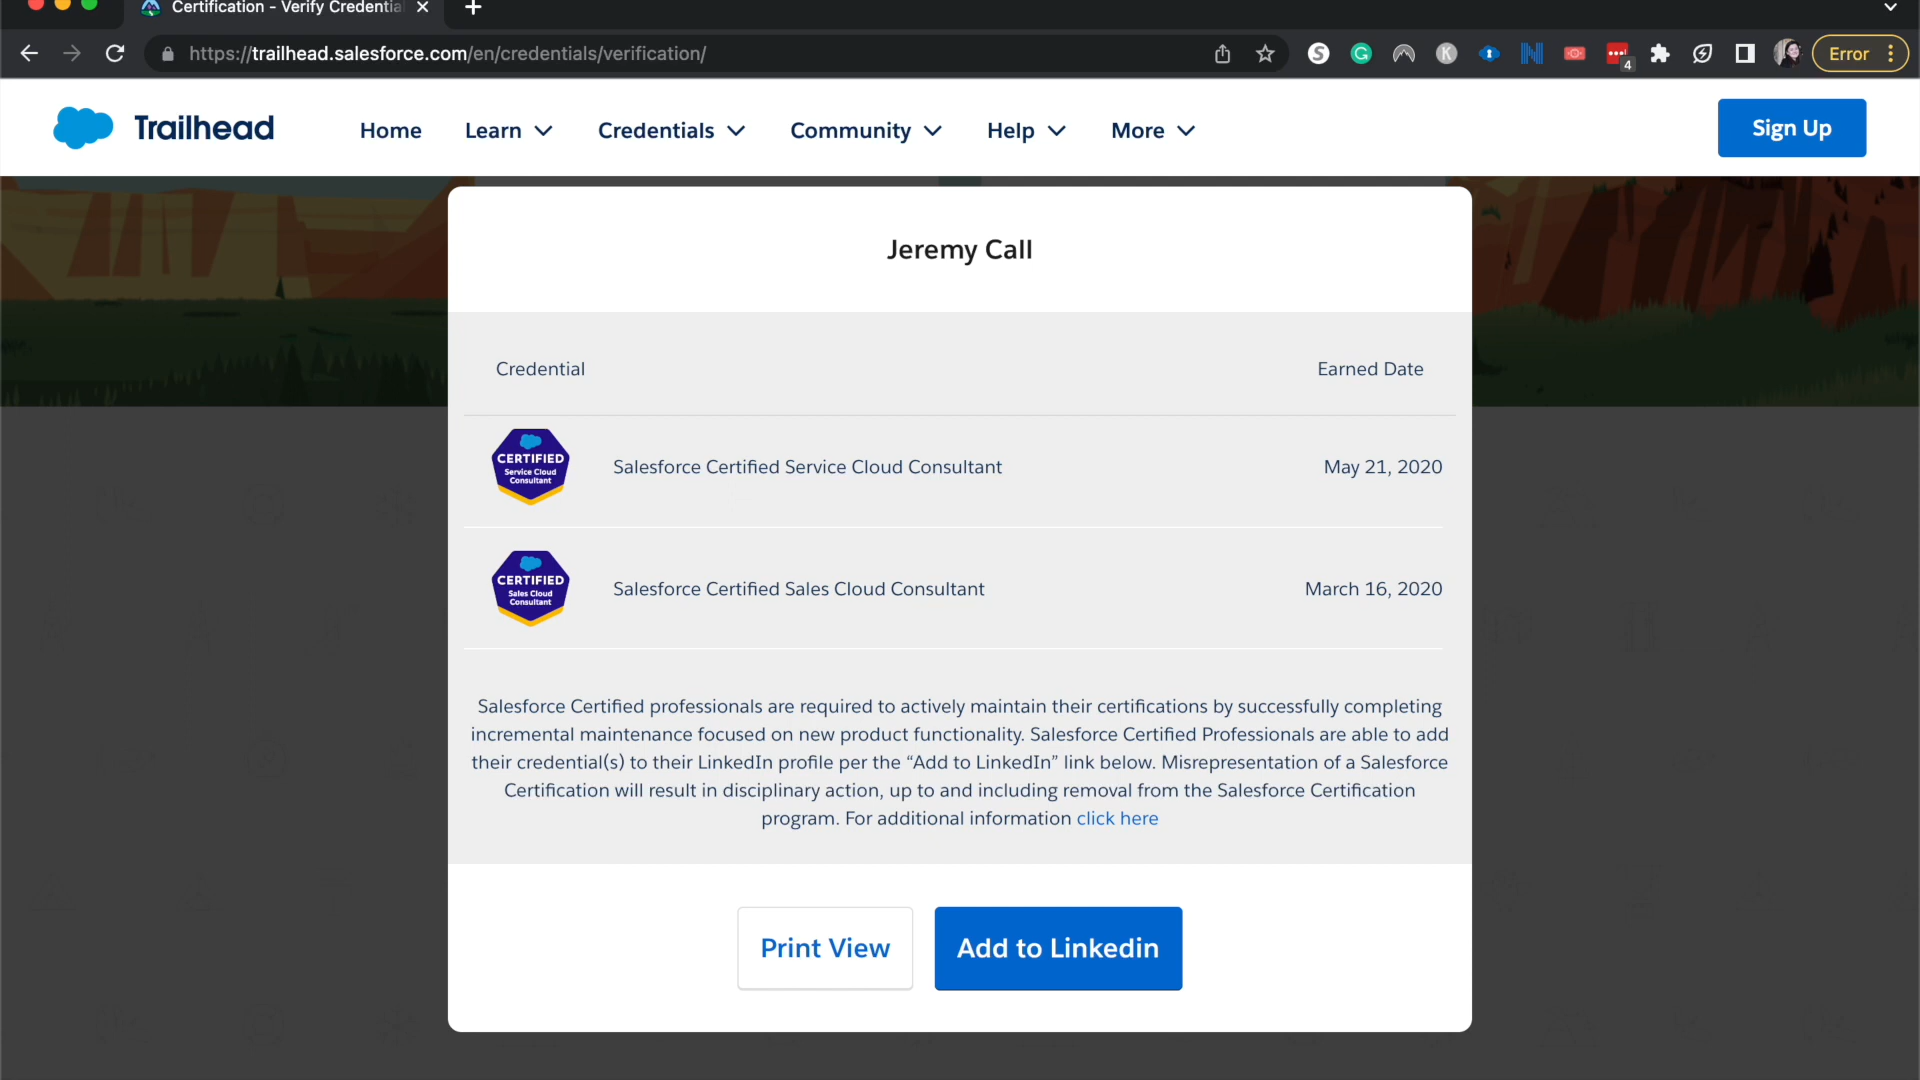 Certification - Verify Credentia
https://trailhead.salesforce.com/en/credentials/verification/
4
Error
Trailhead
Home
Learn
Credentials
Community
Help
More
Sign Up
Jeremy Call
Credential
Earned Date
CERTIFIED
Service Cloud
Consultant
Salesforce Certified Service Cloud Consultant
May 21, 2020
CERTIFIED
Sales Cloud
Consultant
Salesforce Certified Sales Cloud Consultant
March 16, 2020
Salesforce Certified professionals are required to actively maintain their certifications by successfully completing
incremental maintenance focused on new product functionality. Salesforce Certified Professionals are able to add
their credential(s) to their LinkedIn profile per the “Add to LinkedIn” link below. Misrepresentation of a Salesforce
Certification will result in disciplinary action, up to and including removal from the Salesforce Certification
program. For additional information click here
Print View
Add to Linkedin